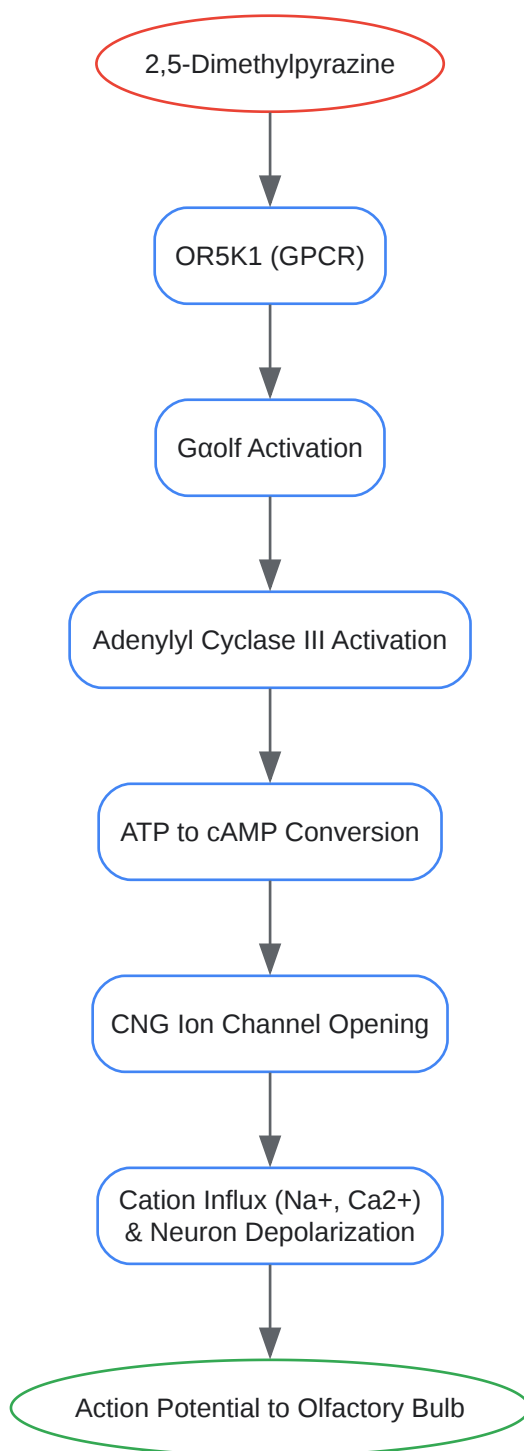 2,5-Dimethylpyrazine
OR5K1 (GPCR)
Gαolf Activation
Adenylyl Cyclase III Activation
ATP to cAMP Conversion
CNG Ion Channel Opening
Cation Influx (Na+, Ca2+)
& Neuron Depolarization
Action Potential to Olfactory Bulb